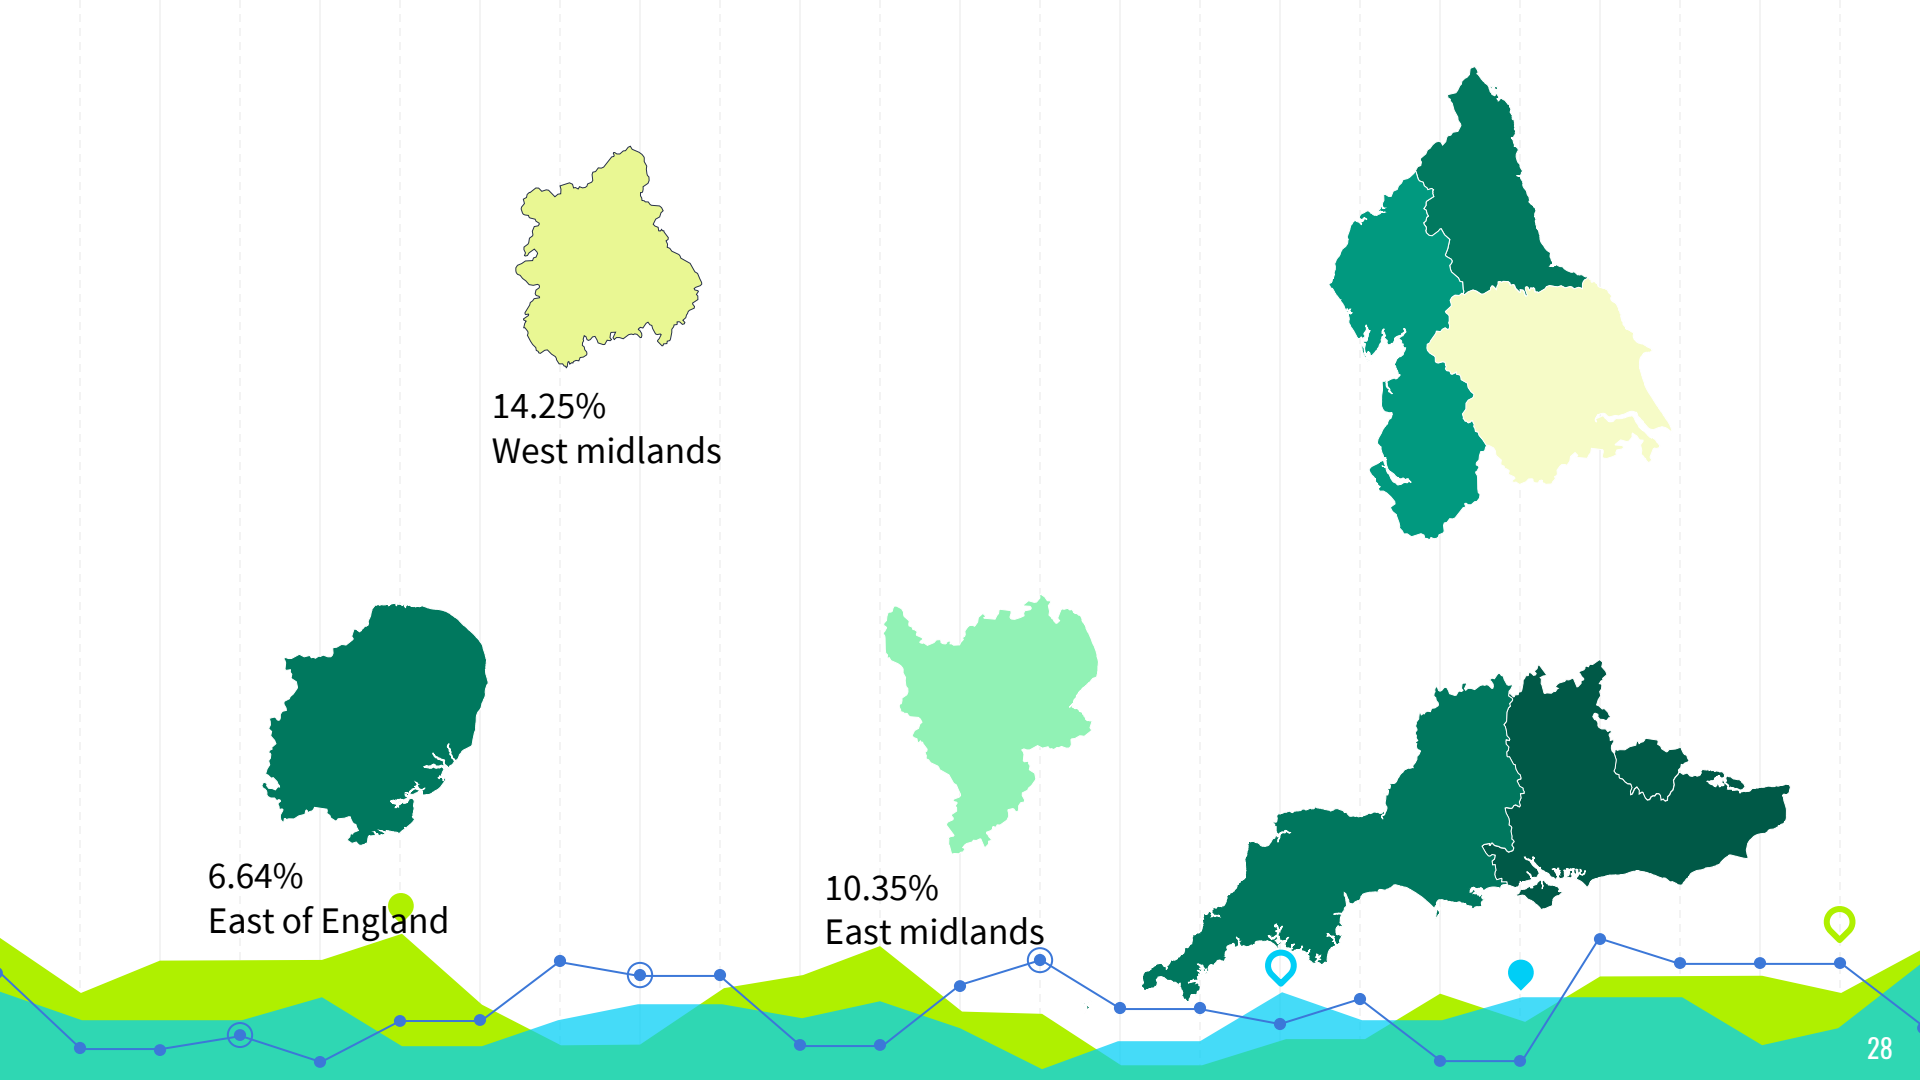 14.25%
West midlands
6.64%
East of England
10.35%
East midlands
28